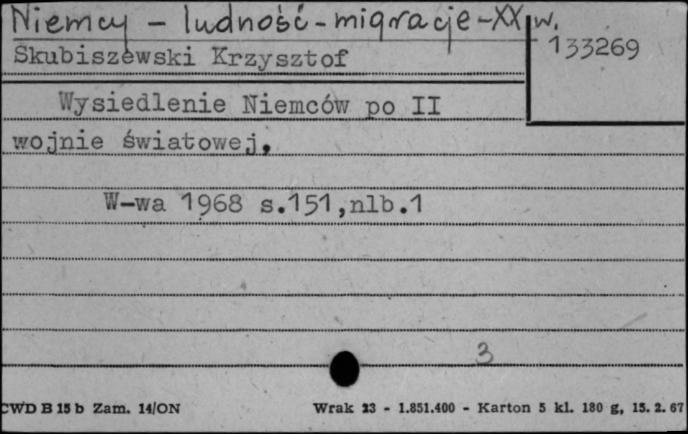 Niemcy - ludność - migracje - XX w.
133269
Skubiszewski Krzysztof
Wysiedlenie Niemców po II
wojnie światowej,
W-wa 1968 s.151,nlb.1
3
CWD B 15 b Zam. 14/ON Wrak 23 - 1.851.400 - Karton 5 kl. 180 g, 15. 2. 67